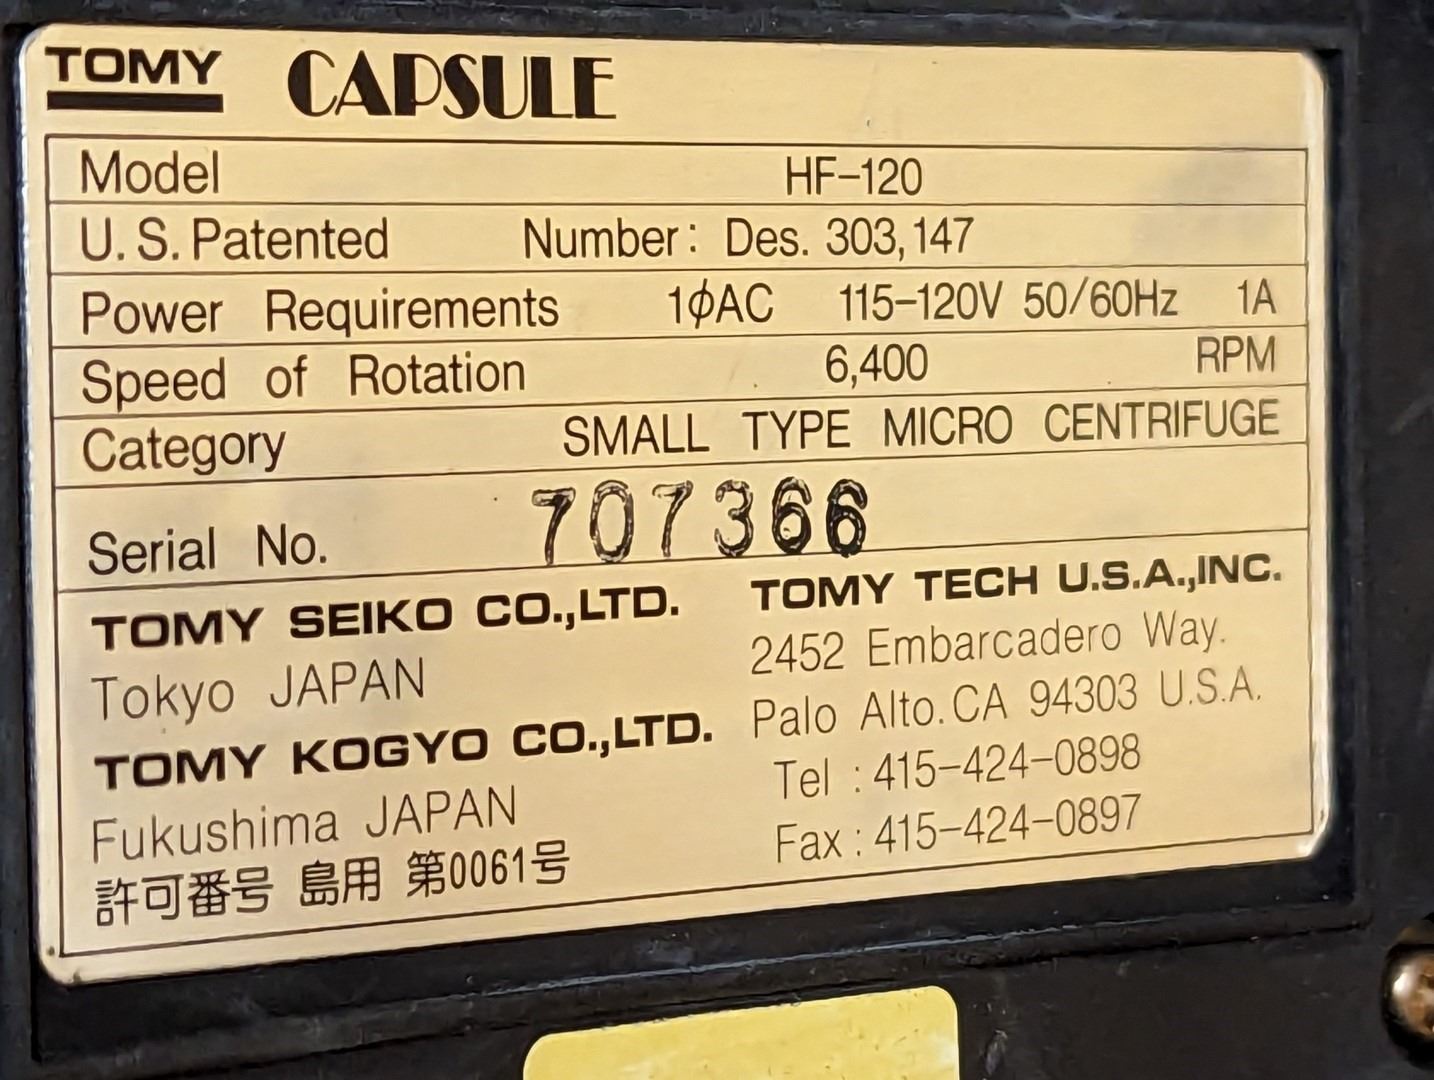 TOMY CAPSULE
Model HF-120
U.S. Patented Number: Des. 303,147
Power Requirements 1ϕAC 115-120V 50/60Hz 1A
Speed of Rotation 6,400 RPM
Category SMALL TYPE MICRO CENTRIFUGE
Serial No. 707366
TOMY SEIKO CO.,LTD.
Tokyo JAPAN
TOMY KOGYO CO.,LTD.
Fukushima JAPAN
許可番号 島用 第0061号
TOMY TECH U.S.A.,INC.
2452 Embarcadero Way.
Palo Alto.CA 94303 U.S.A.
Tel : 415-424-0898
Fax : 415-424-0897